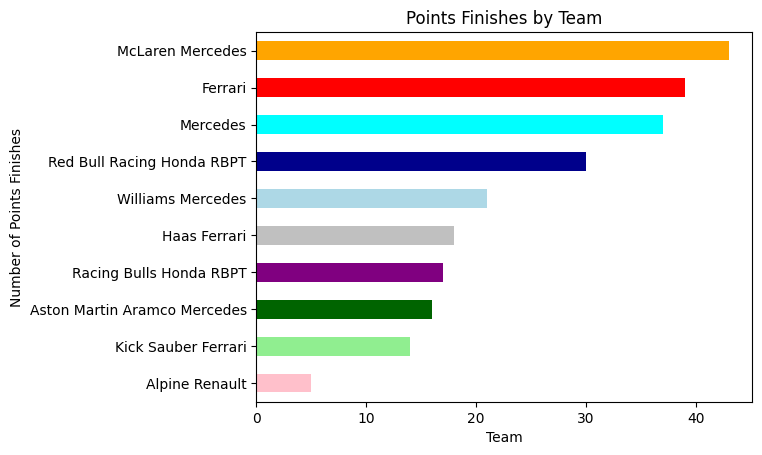 Points Finishes by Team
Number of Points Finishes
McLaren Mercedes
Ferrari
Mercedes
Red Bull Racing Honda RBPT
Williams Mercedes
Haas Ferrari
Racing Bulls Honda RBPT
Aston Martin Aramco Mercedes
Kick Sauber Ferrari
Alpine Renault
0 10 20 30 40
Team